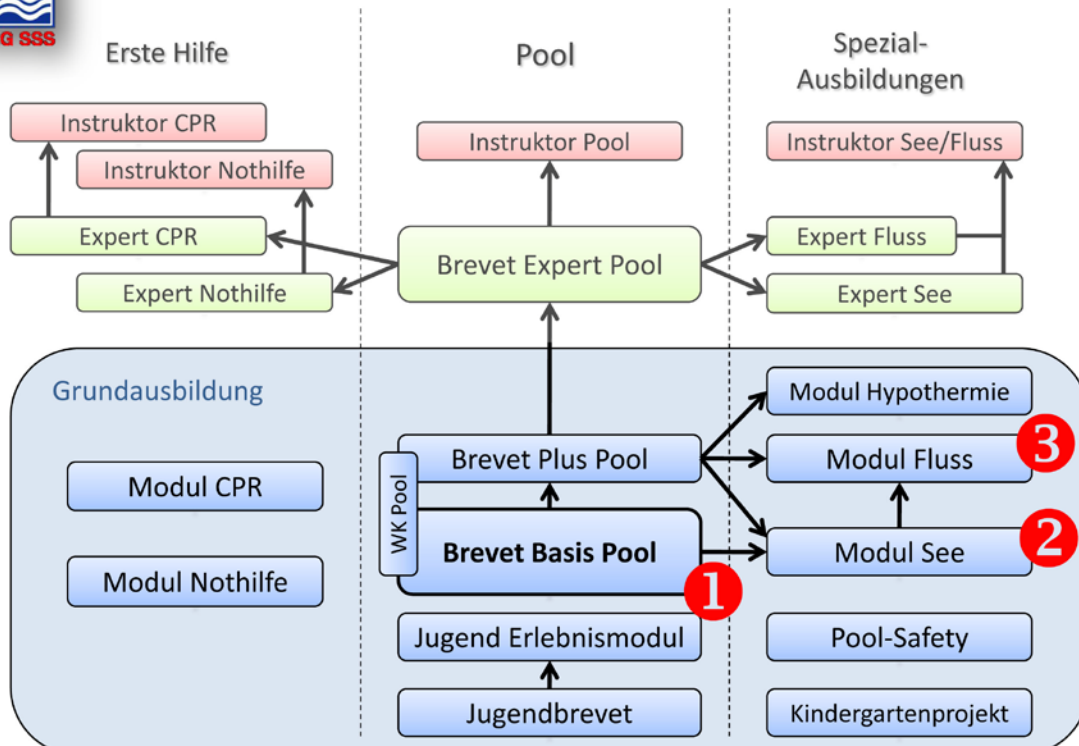 G SSS
Erste Hilfe
Pool
Spezial-
Ausbildungen
Instruktor CPR
Instruktor Nothilfe
Instruktor Pool
Instruktor See/Fluss
Expert CPR
Expert Nothilfe
Brevet Expert Pool
Expert Fluss
Expert See
Grundausbildung
Modul CPR
Modul Nothilfe
WK Pool
Brevet Plus Pool
Brevet Basis Pool
1
Jugend Erlebnismodul
Jugendbrevet
Modul Hypothermie
Modul Fluss
3
Modul See
2
Pool-Safety
Kindergartenprojekt